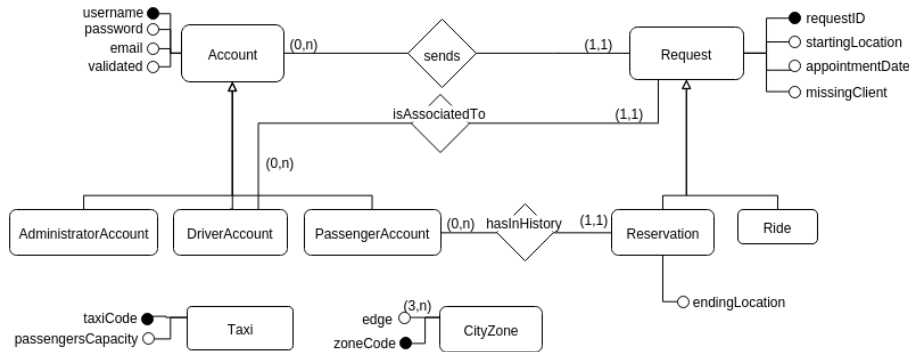 username
password
email
validated
Account
(0,n)
sends
(1,1)
Request
requestID
startingLocation
appointmentDate
missingClient
isAssociatedTo
(1,1)
(0,n)
AdministratorAccount
DriverAccount
PassengerAccount
(0,n)
hasInHistory
(1,1)
Reservation
Ride
endingLocation
taxiCode
passengersCapacity
Taxi
edge
(3,n)
zoneCode
CityZone